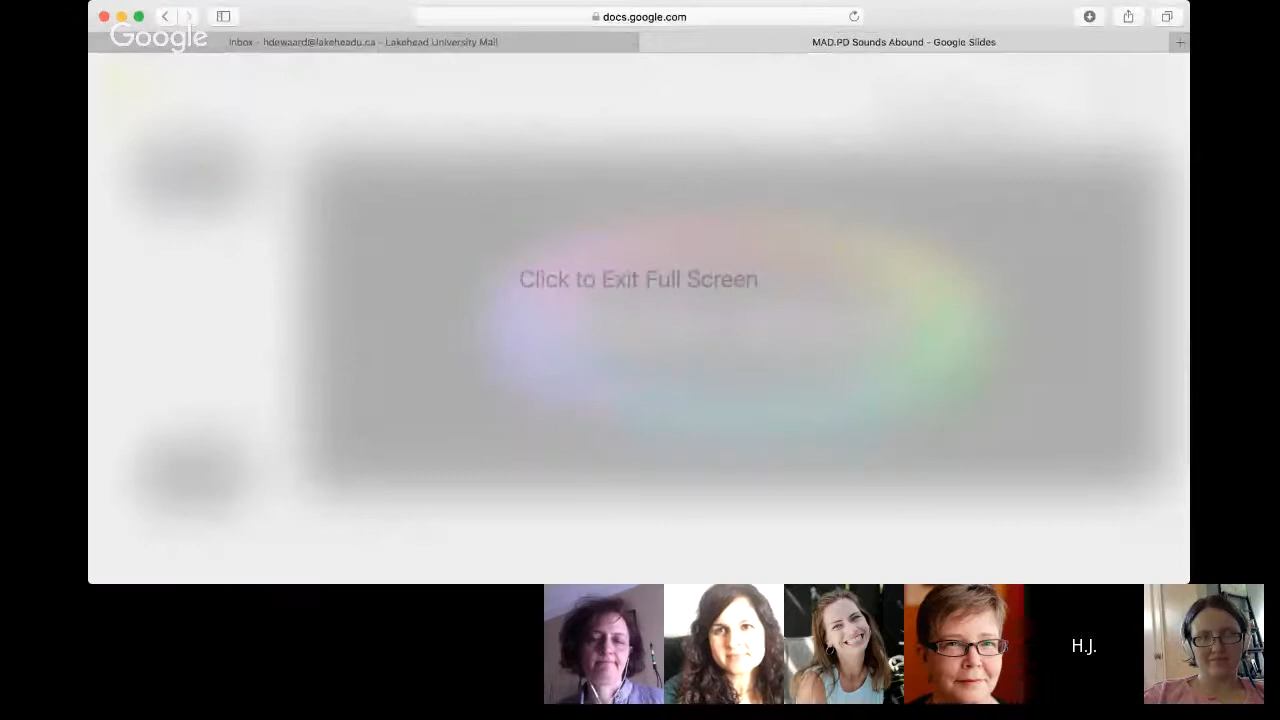 docs.google.com
Google
Inbox - hdewaard@lakeheadu.ca - Lakehead University Mail
MAD.PD Sounds Abound - Google Slides
Click to Exit Full Screen
H.J.